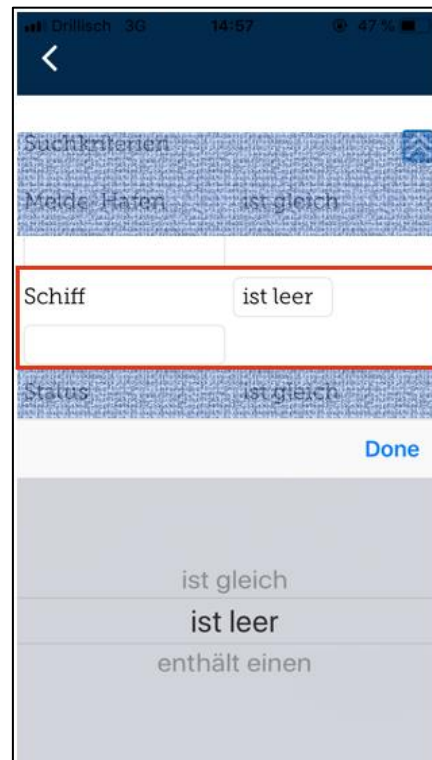 Drillisch 3G 14:57 47 %
Suchkriterien
Melde-Hafen ist gleich
Schiff ist leer
Status ist gleich
Done
ist gleich
ist leer
enthält einen